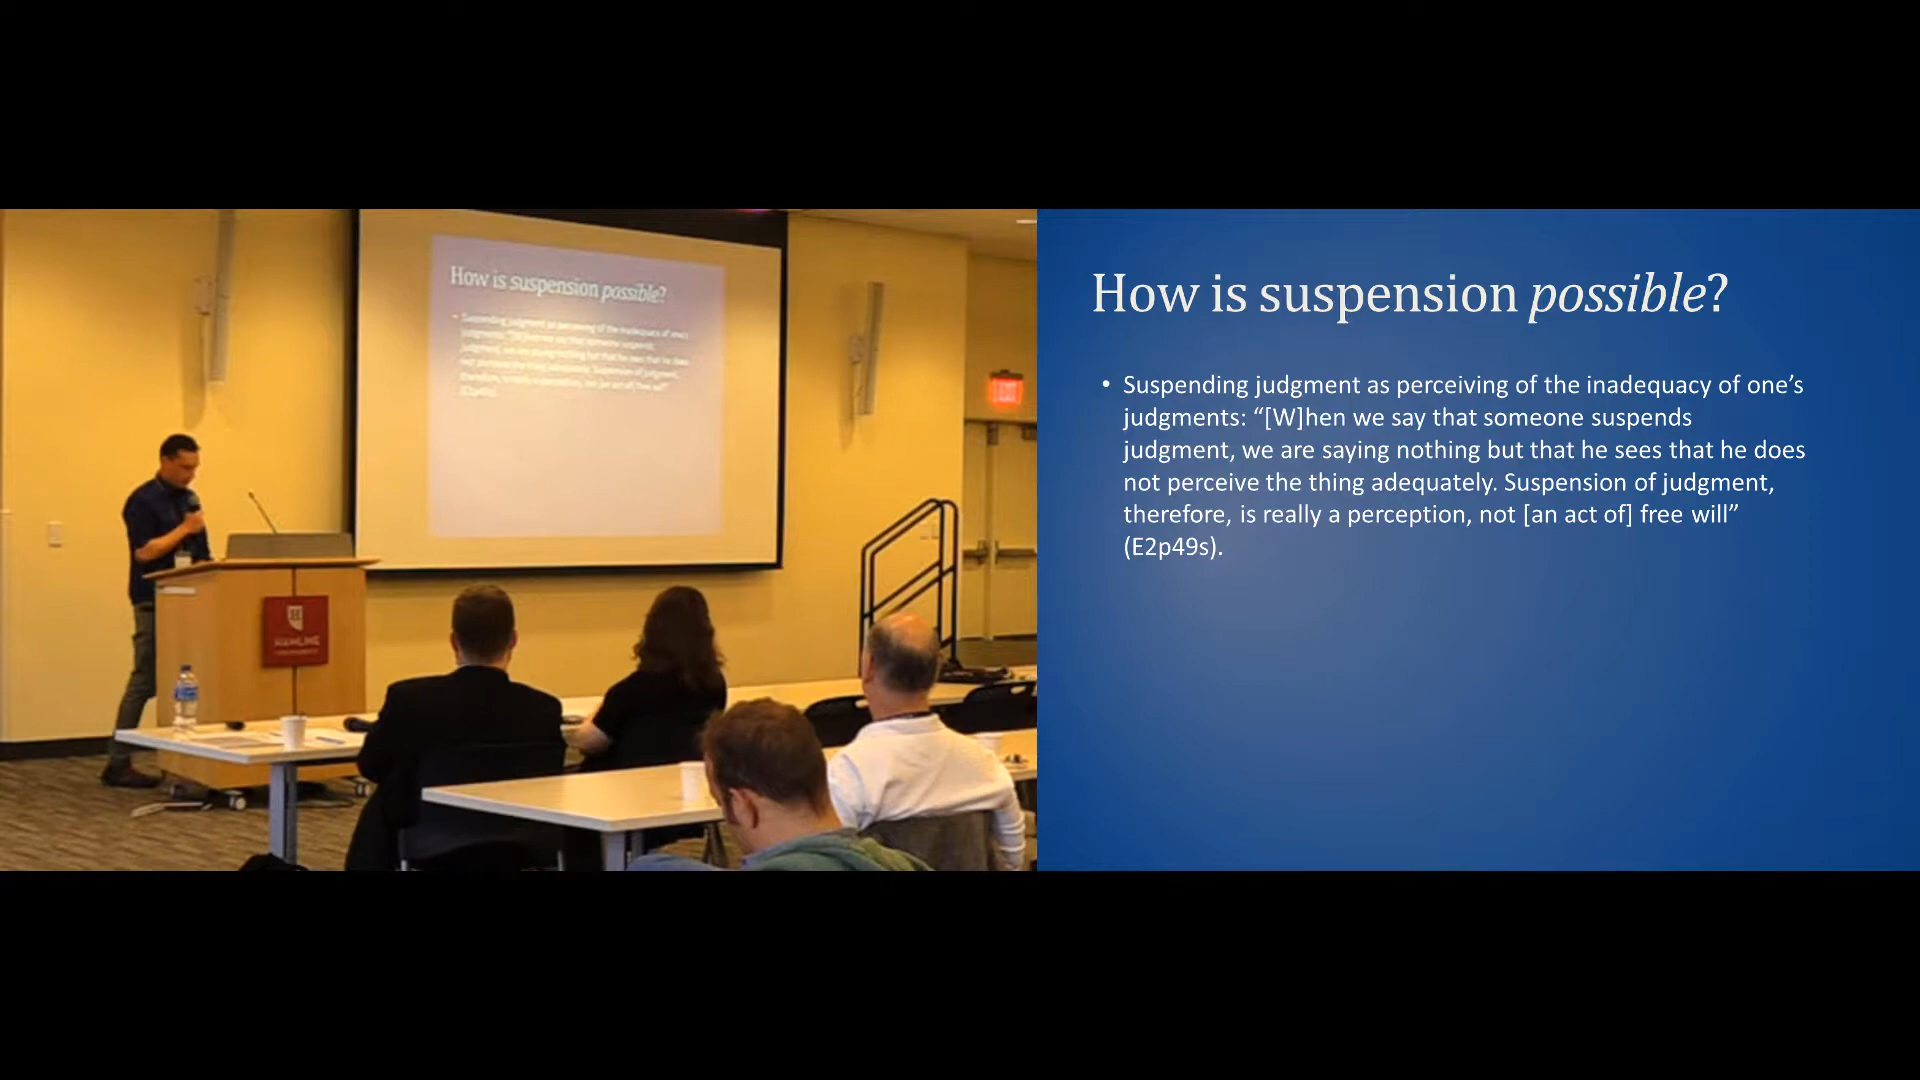 How is suspension possible?
EXIT
HAMLINE
How is suspension possible?
• Suspending judgment as perceiving of the inadequacy of one’s
judgments: “[W]hen we say that someone suspends
judgment, we are saying nothing but that he sees that he does
not perceive the thing adequately. Suspension of judgment,
therefore, is really a perception, not [an act of] free will”
(E2p49s).